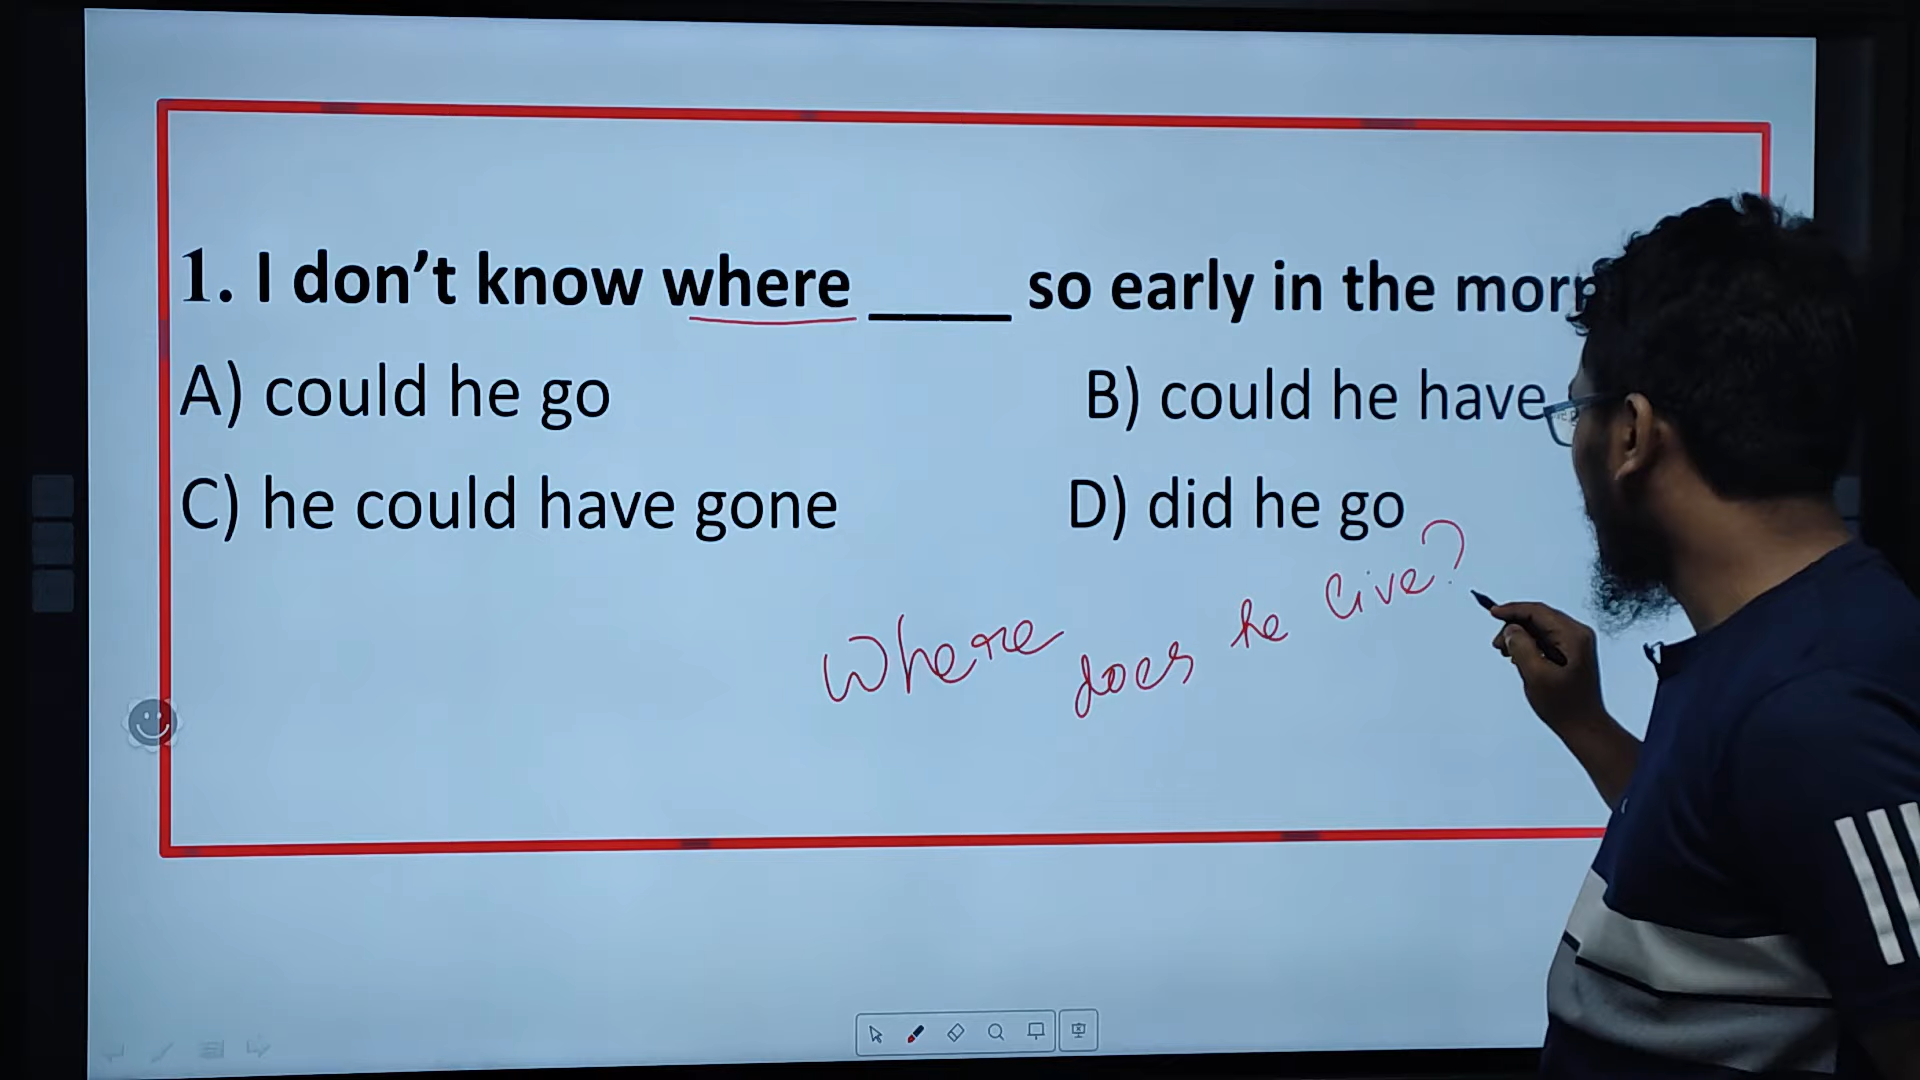 1. I don’t know where ____ so early in the
A) could he go
B) could he have
C) he could have gone
D) did he go
Where does he live?